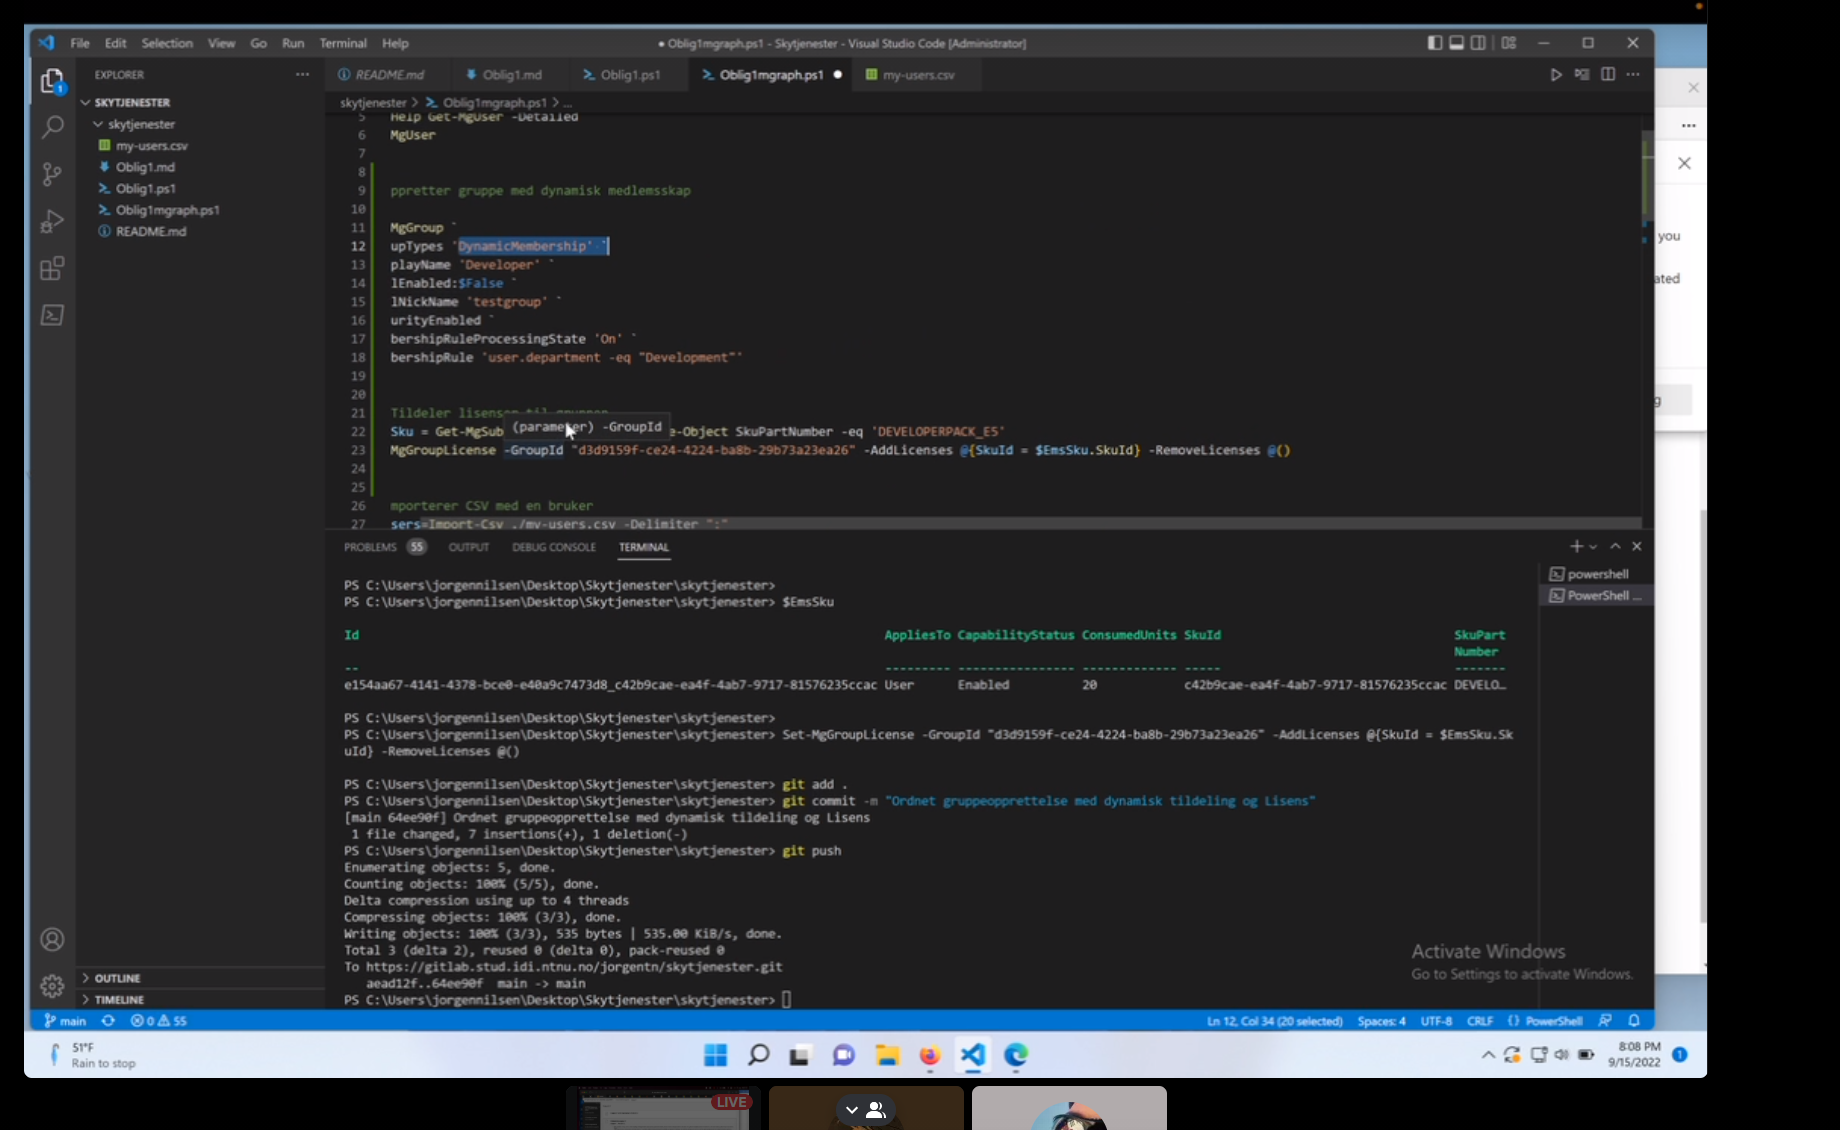 File Edit Selection View Go Run Terminal Help
● Oblig1mgraph.ps1 - Skytjenester - Visual Studio Code [Administrator]
EXPLORER
README.md
Oblig1.md
Oblig1.ps1
Oblig1mgraph.ps1 ●
my-users.csv
SKYTJENESTER
skytjenester
my-users.csv
Oblig1.md
Oblig1.ps1
Oblig1mgraph.ps1
README.md
1
skytjenester > Oblig1mgraph.ps1 > ...
5 Help Get-MgUser -Detailed
6 MgUser
7
8
9 ppretter gruppe med dynamisk medlemsskap
10
11 MgGroup `
12 upTypes 'DynamicMembership' `
13 playName 'Developer' `
14 lEnabled:$False `
15 lNickName 'testgroup' `
16 urityEnabled `
17 bershipRuleProcessingState 'On' `
18 bershipRule 'user.department -eq "Development"'
19
20
21 Tildeler lisenser til gruppen
(parameter) -GroupId
22 Sku = Get-MgSub e-Object SkuPartNumber -eq 'DEVELOPERPACK_E5'
23 MgGroupLicense -GroupId "d3d9159f-ce24-4224-ba8b-29b73a23ea26" -AddLicenses @{SkuId = $EmsSku.SkuId} -RemoveLicenses @()
24
25
26 mporterer CSV med en bruker
27 sers=Import-Csv ./my-users.csv -Delimiter ";"
you
ated
g
PROBLEMS 55 OUTPUT DEBUG CONSOLE TERMINAL
powershell
PowerShell ...
PS C:\Users\jorgennilsen\Desktop\Skytjenester\skytjenester>
PS C:\Users\jorgennilsen\Desktop\Skytjenester\skytjenester> $EmsSku
Id AppliesTo CapabilityStatus ConsumedUnits SkuId SkuPart
Number
-- --------- ---------------- ------------- ----- -------
e154aa67-4141-4378-bce0-e40a9c7473d8_c42b9cae-ea4f-4ab7-9717-81576235ccac User Enabled 20 c42b9cae-ea4f-4ab7-9717-81576235ccac DEVELO…
PS C:\Users\jorgennilsen\Desktop\Skytjenester\skytjenester>
PS C:\Users\jorgennilsen\Desktop\Skytjenester\skytjenester> Set-MgGroupLicense -GroupId "d3d9159f-ce24-4224-ba8b-29b73a23ea26" -AddLicenses @{SkuId = $EmsSku.Sk
uId} -RemoveLicenses @()
PS C:\Users\jorgennilsen\Desktop\Skytjenester\skytjenester> git add .
PS C:\Users\jorgennilsen\Desktop\Skytjenester\skytjenester> git commit -m "Ordnet gruppeopprettelse med dynamisk tildeling og Lisens"
[main 64ee90f] Ordnet gruppeopprettelse med dynamisk tildeling og Lisens
1 file changed, 7 insertions(+), 1 deletion(-)
PS C:\Users\jorgennilsen\Desktop\Skytjenester\skytjenester> git push
Enumerating objects: 5, done.
Counting objects: 100% (5/5), done.
Delta compression using up to 4 threads
Compressing objects: 100% (3/3), done.
Writing objects: 100% (3/3), 535 bytes | 535.00 KiB/s, done.
Total 3 (delta 2), reused 0 (delta 0), pack-reused 0
To https://gitlab.stud.idi.ntnu.no/jorgentn/skytjenester.git
aead12f..64ee90f main -> main
PS C:\Users\jorgennilsen\Desktop\Skytjenester\skytjenester>
Activate Windows
Go to Settings to activate Windows.
OUTLINE
TIMELINE
main 0 55
Ln 12, Col 34 (20 selected) Spaces: 4 UTF-8 CRLF {} PowerShell
51°F
Rain to stop
8:08 PM
9/15/2022
1
LIVE